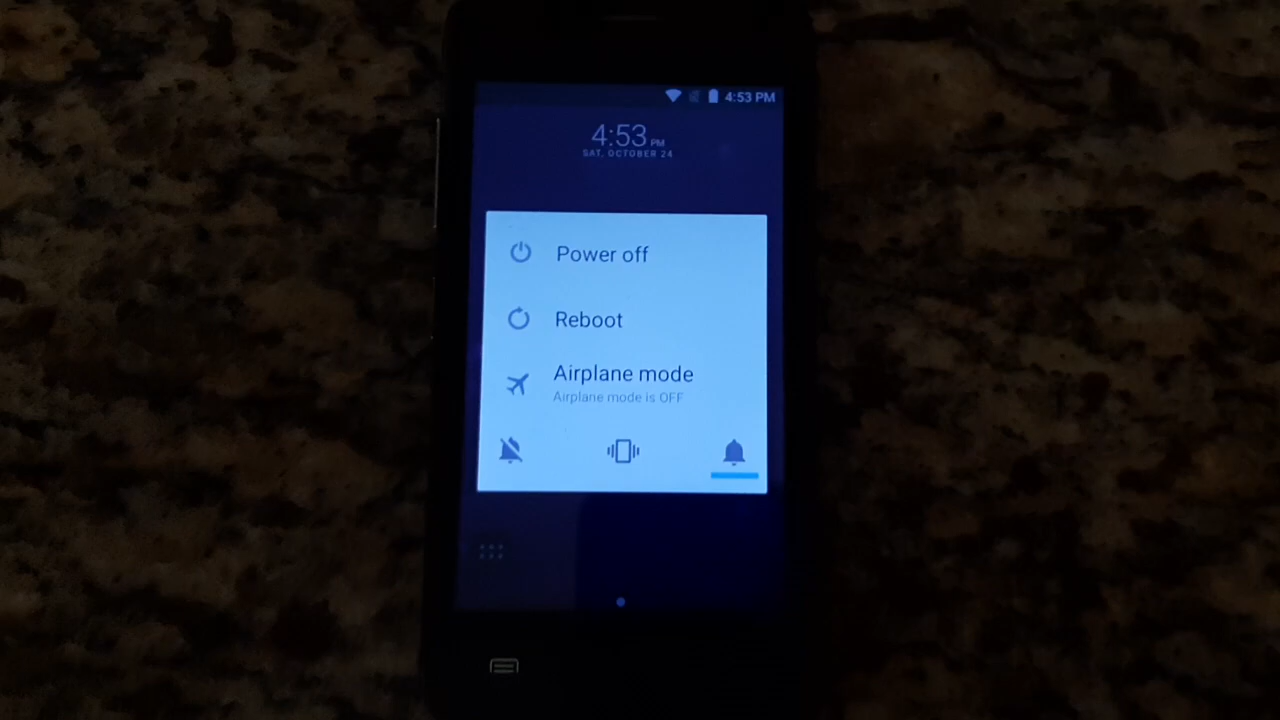 4:53 PM
4:53 PM
SAT, OCTOBER 24
Power off
Reboot
Airplane mode
Airplane mode is OFF